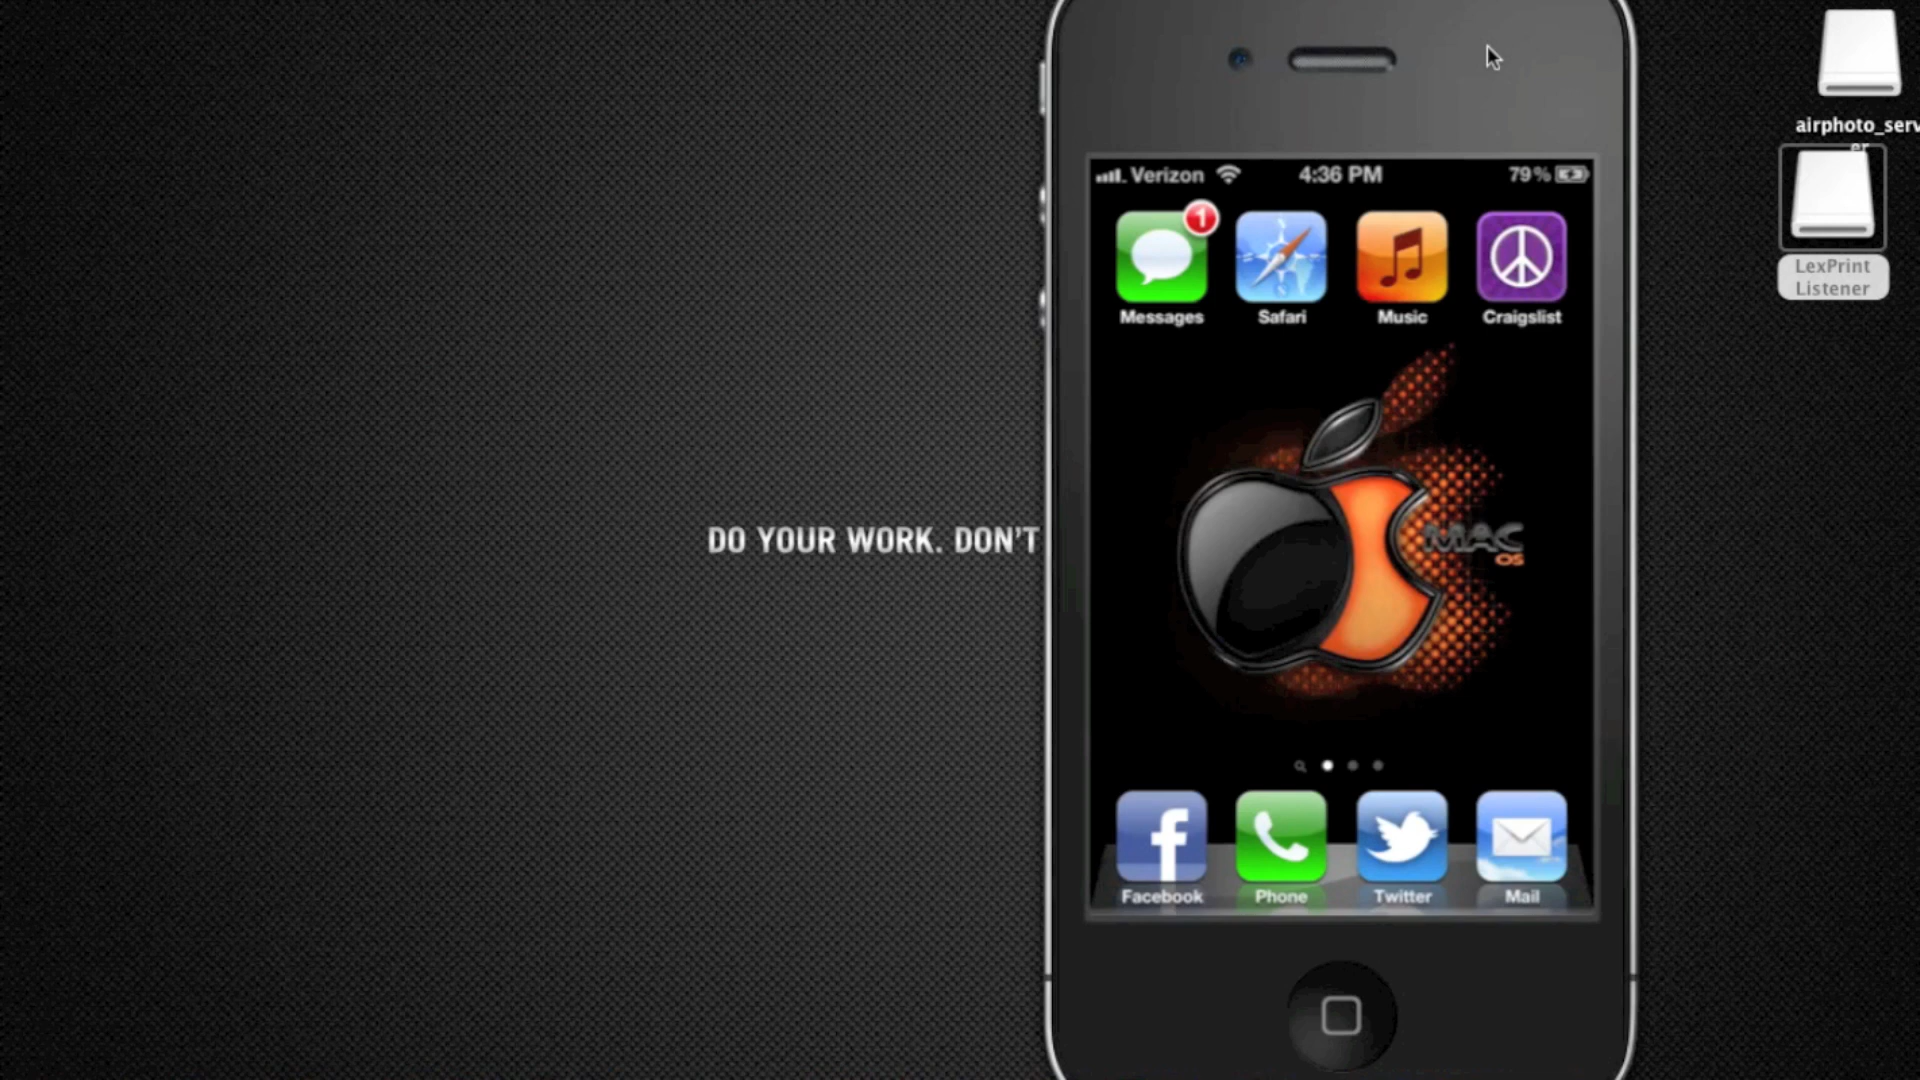 airphoto_serv
er
LexPrint
Listener
DO YOUR WORK. DON'T
Verizon 4:36 PM 79%
1
Messages Safari Music Craigslist
MAC
OS
Facebook Phone Twitter Mail